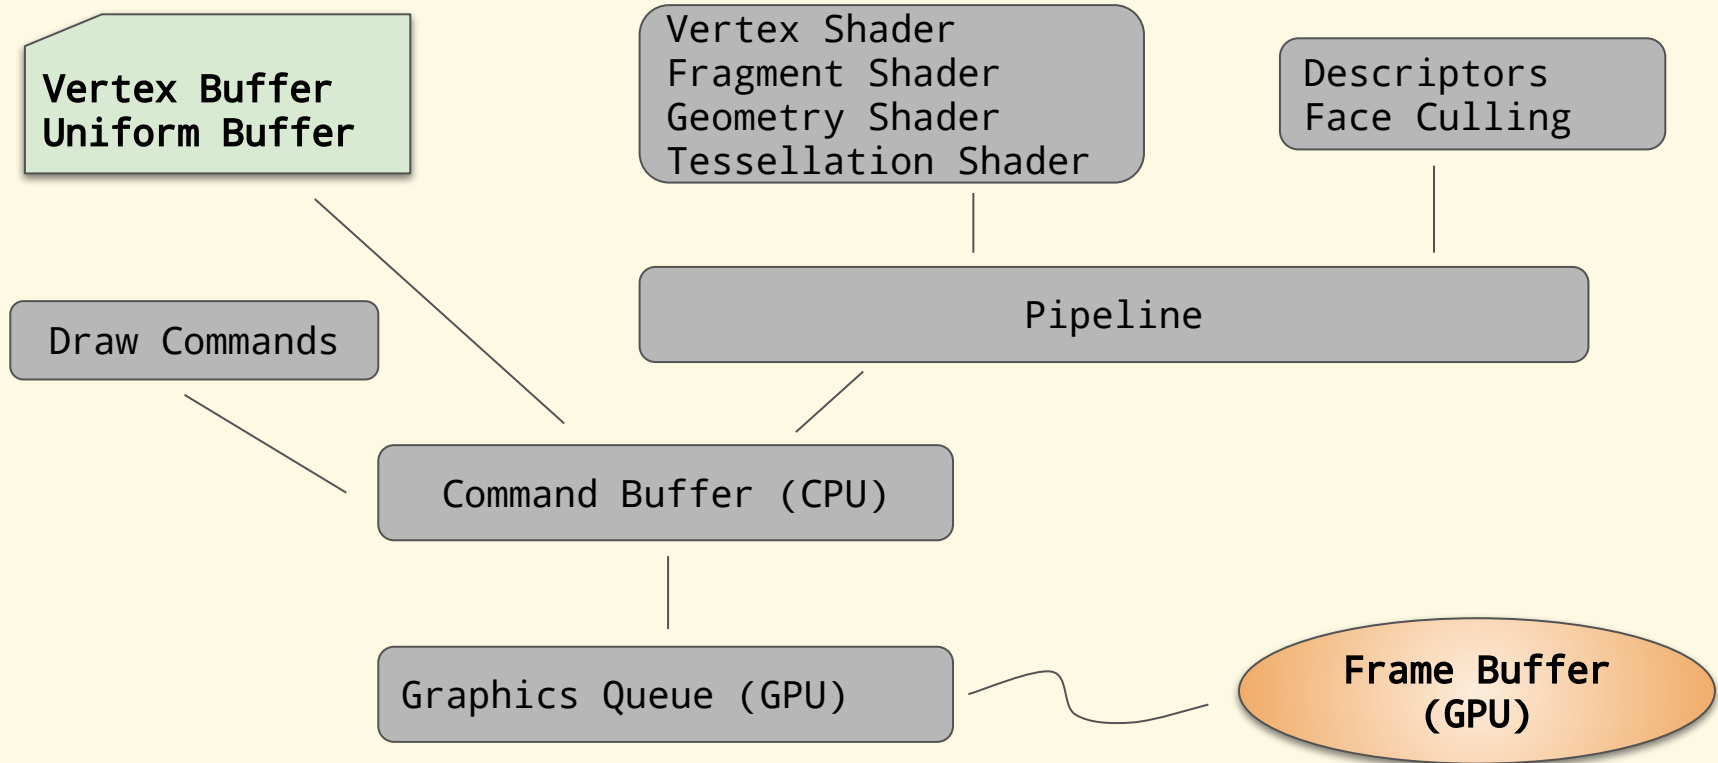 Vertex Buffer
Uniform Buffer
Vertex Shader
Fragment Shader
Geometry Shader
Tessellation Shader
Descriptors
Face Culling
Draw Commands
Pipeline
Command Buffer (CPU)
Graphics Queue (GPU)
Frame Buffer
(GPU)